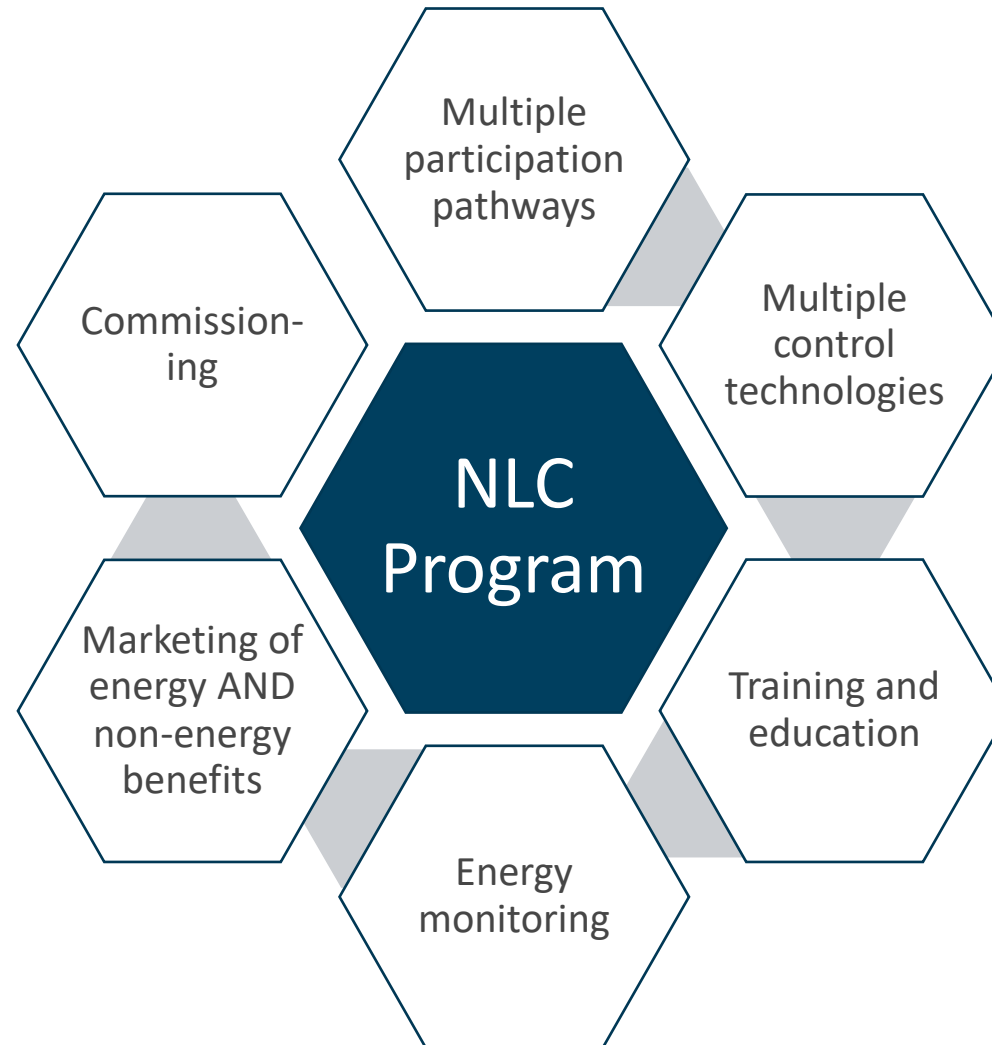 Multiple
participation
pathways
Multiple
control
technologies
Training and
education
Energy
monitoring
Marketing of
energy AND
non-energy
benefits
Commission-
ing
NLC
Program